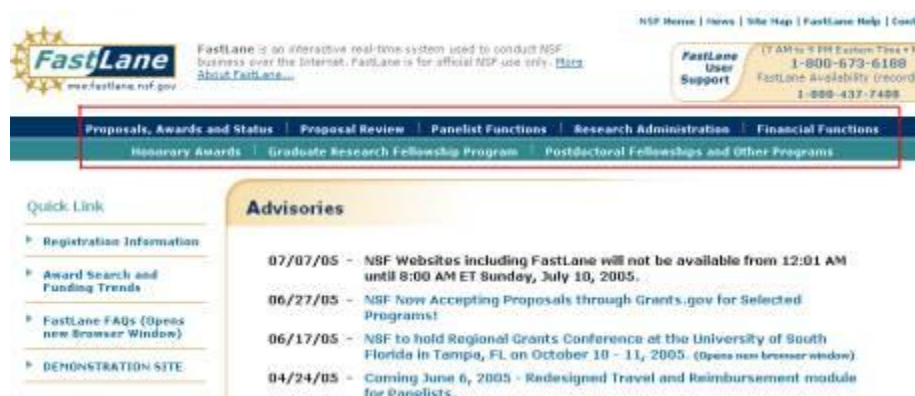 NSF Home | News | Site Map | FastLane Help |
FastLane
www.fastlane.nsf.gov
FastLane is an interactive real-time system used to conduct NSF
business over the Internet. FastLane is for official NSF use only. More
About FastLane...
FastLane
User
Support
(7 AM to 9 PM Eastern Time
1-800-673-6188
FastLane Availability
1-800-437-7408
Proposals, Awards and Status | Proposal Review | Panelist Functions | Research Administration | Financial Functions
Honorary Awards | Graduate Research Fellowship Program | Postdoctoral Fellowships and Other Programs
Quick Link
Registration Information
Award Search and
Funding Trends
FastLane FAQs (Opens
new Browser Window)
DEMONSTRATION SITE
Advisories
07/07/05 - NSF Websites including FastLane will not be available from 12:01 AM
until 8:00 AM ET Sunday, July 10, 2005.
06/27/05 - NSF Now Accepting Proposals through Grants.gov for Selected
Programs!
06/17/05 - NSF to hold Regional Grants Conference at the University of South
Florida in Tampa, FL on October 10 - 11, 2005. (Opens new browser window)
04/24/05 - Coming June 6, 2005 - Redesigned Travel and Reimbursement module
for Panelists.